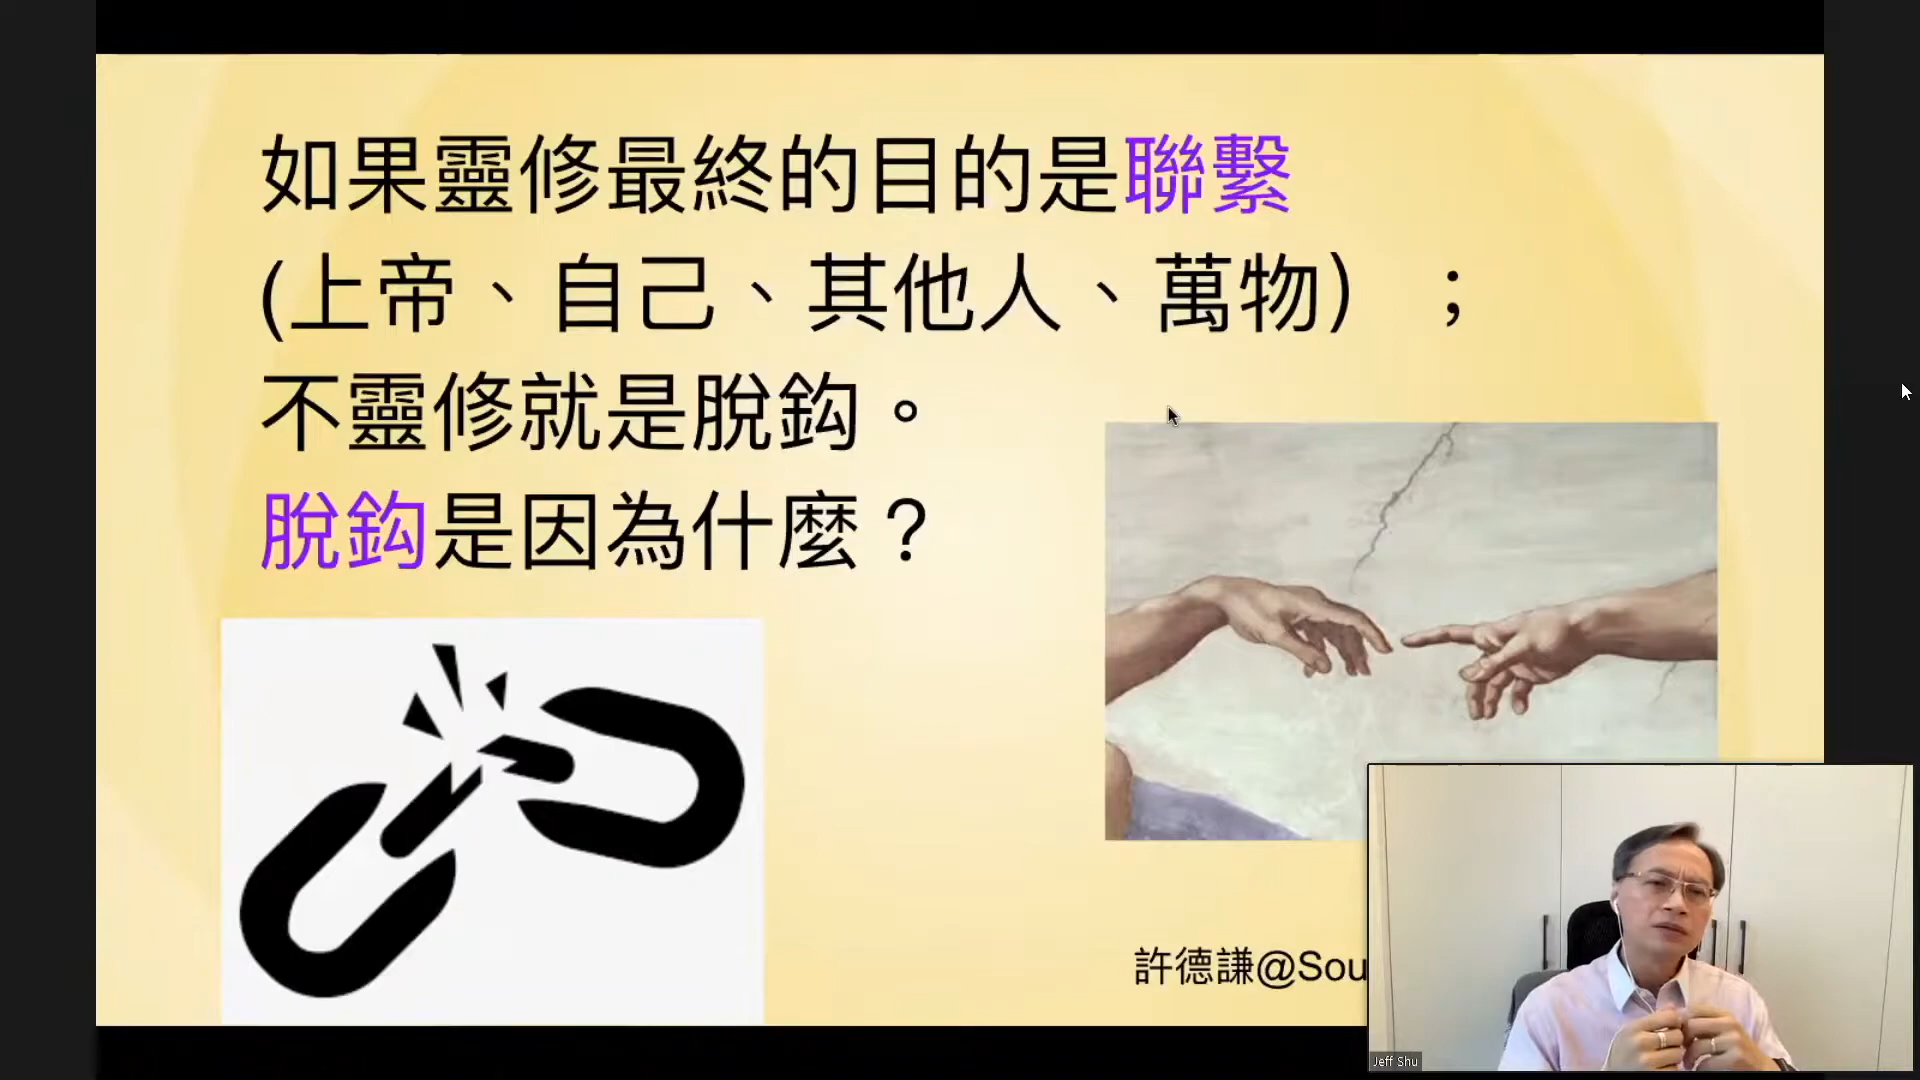 如果靈修最終的目的是聯繫
(上帝、自己、其他人、萬物) ；
不靈修就是脫鈎。
脫鈎是因為什麼？
許德謙@Sou
Jeff Shu